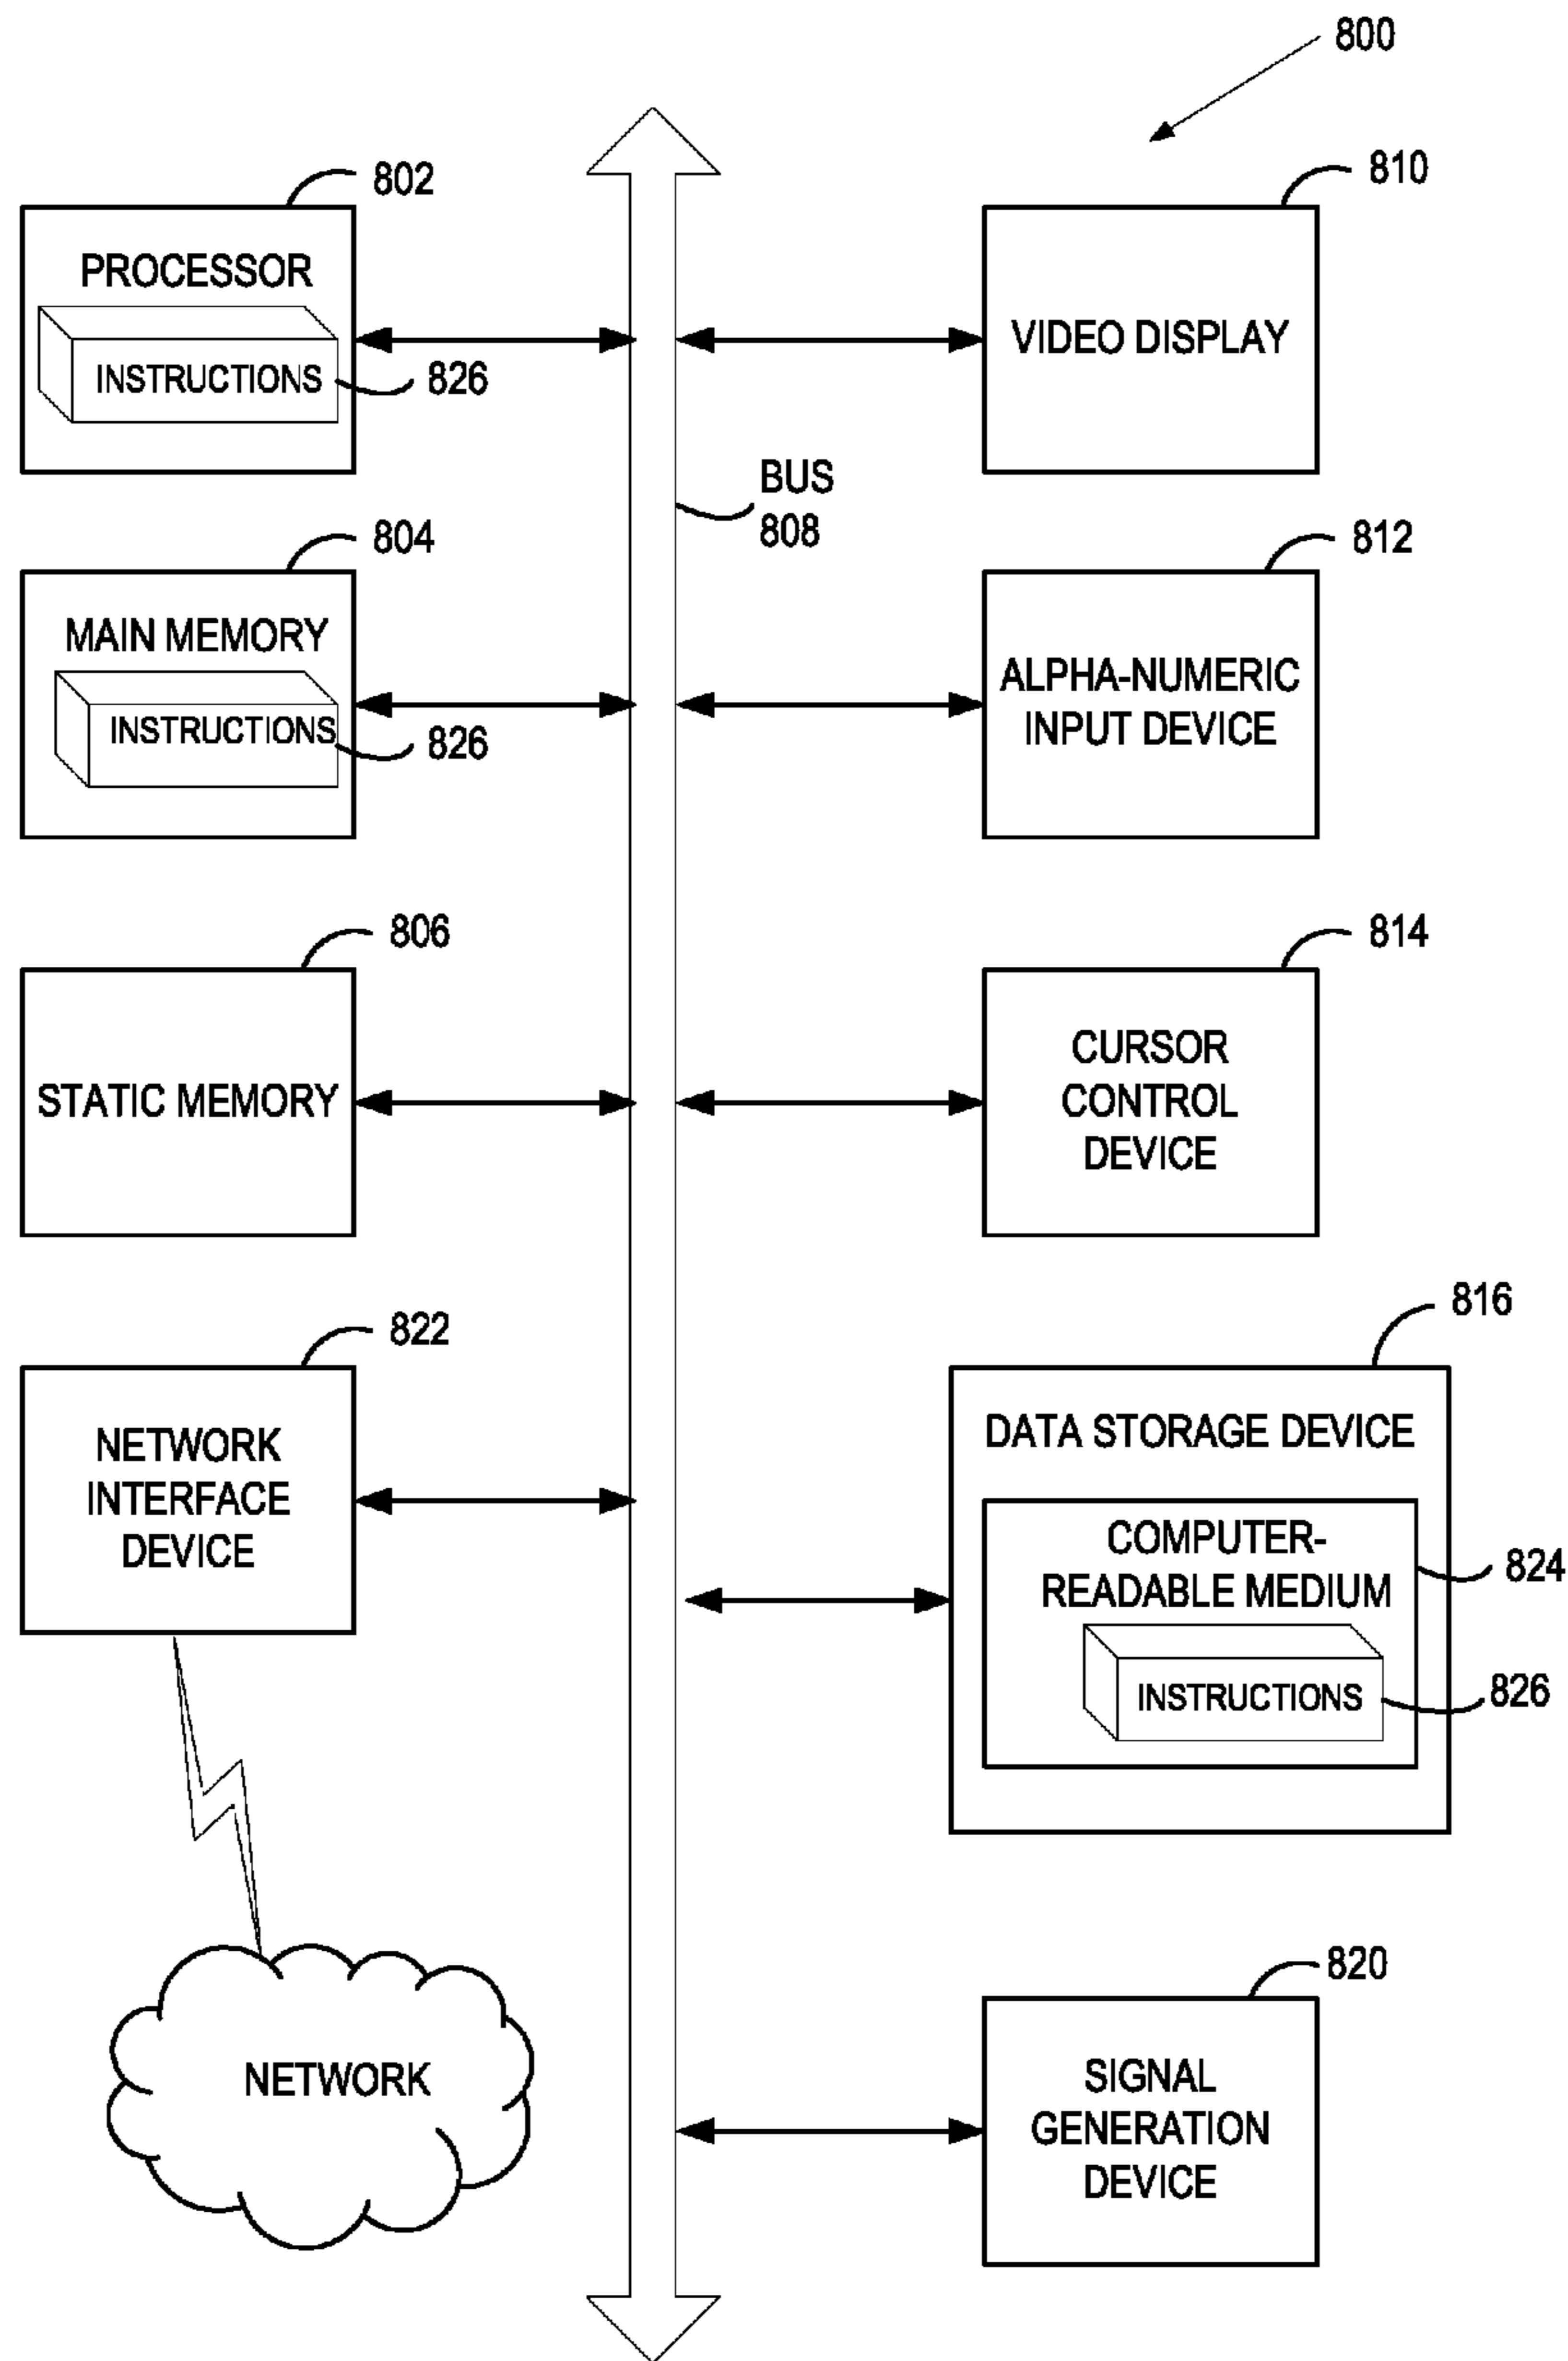 800
802
PROCESSOR
INSTRUCTIONS
826
810
VIDEO DISPLAY
BUS
808
804
MAIN MEMORY
INSTRUCTIONS
826
812
ALPHA-NUMERIC
INPUT DEVICE
806
STATIC MEMORY
814
CURSOR
CONTROL
DEVICE
822
NETWORK
INTERFACE
DEVICE
816
DATA STORAGE DEVICE
COMPUTER-
READABLE MEDIUM
824
INSTRUCTIONS
826
NETWORK
820
SIGNAL
GENERATION
DEVICE